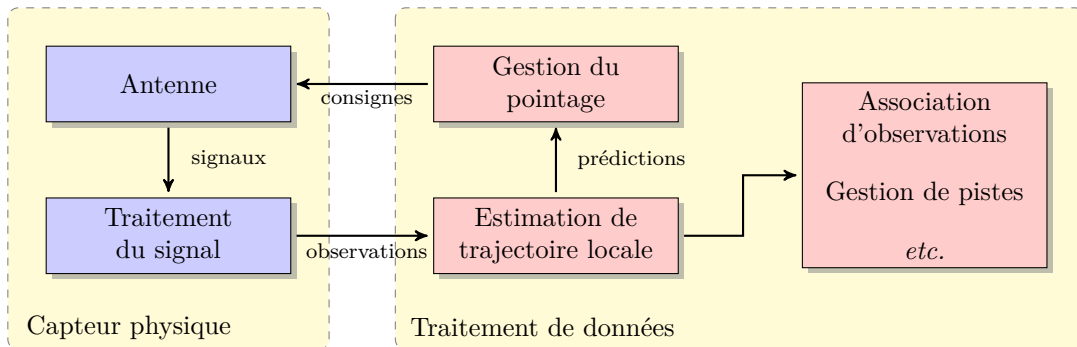 Antenne
signaux
Traitement
du signal
Capteur physique
consignes
observations
Gestion du
pointage
prédictions
Estimation de
trajectoire locale
Association
d'observations
Gestion de pistes
etc.
Traitement de données